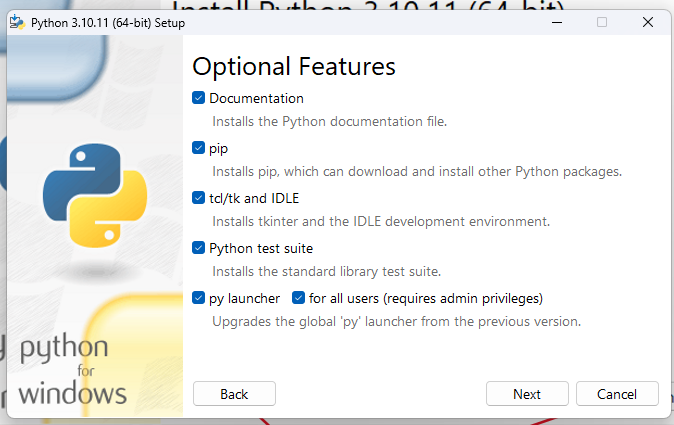 Install Python 3.10.11 (64-bit)
Python 3.10.11 (64-bit) Setup
Optional Features
Documentation
Installs the Python documentation file.
pip
Installs pip, which can download and install other Python packages.
tcl/tk and IDLE
Installs tkinter and the IDLE development environment.
Python test suite
Installs the standard library test suite.
py launcher for all users (requires admin privileges)
Upgrades the global 'py' launcher from the previous version.
python
for
windows
Back Next Cancel